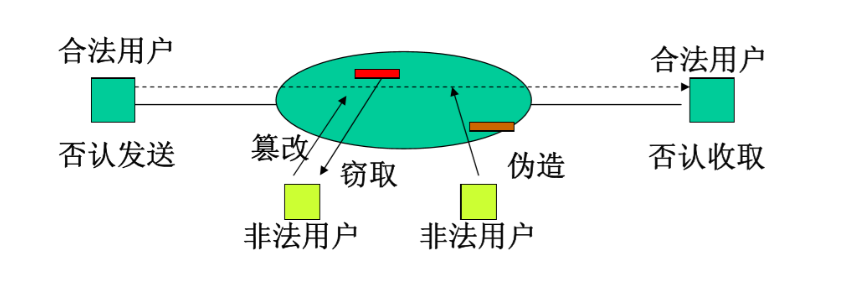 合法用户
合法用户
否认发送
篡改
窃取
伪造
否认收取
非法用户
非法用户